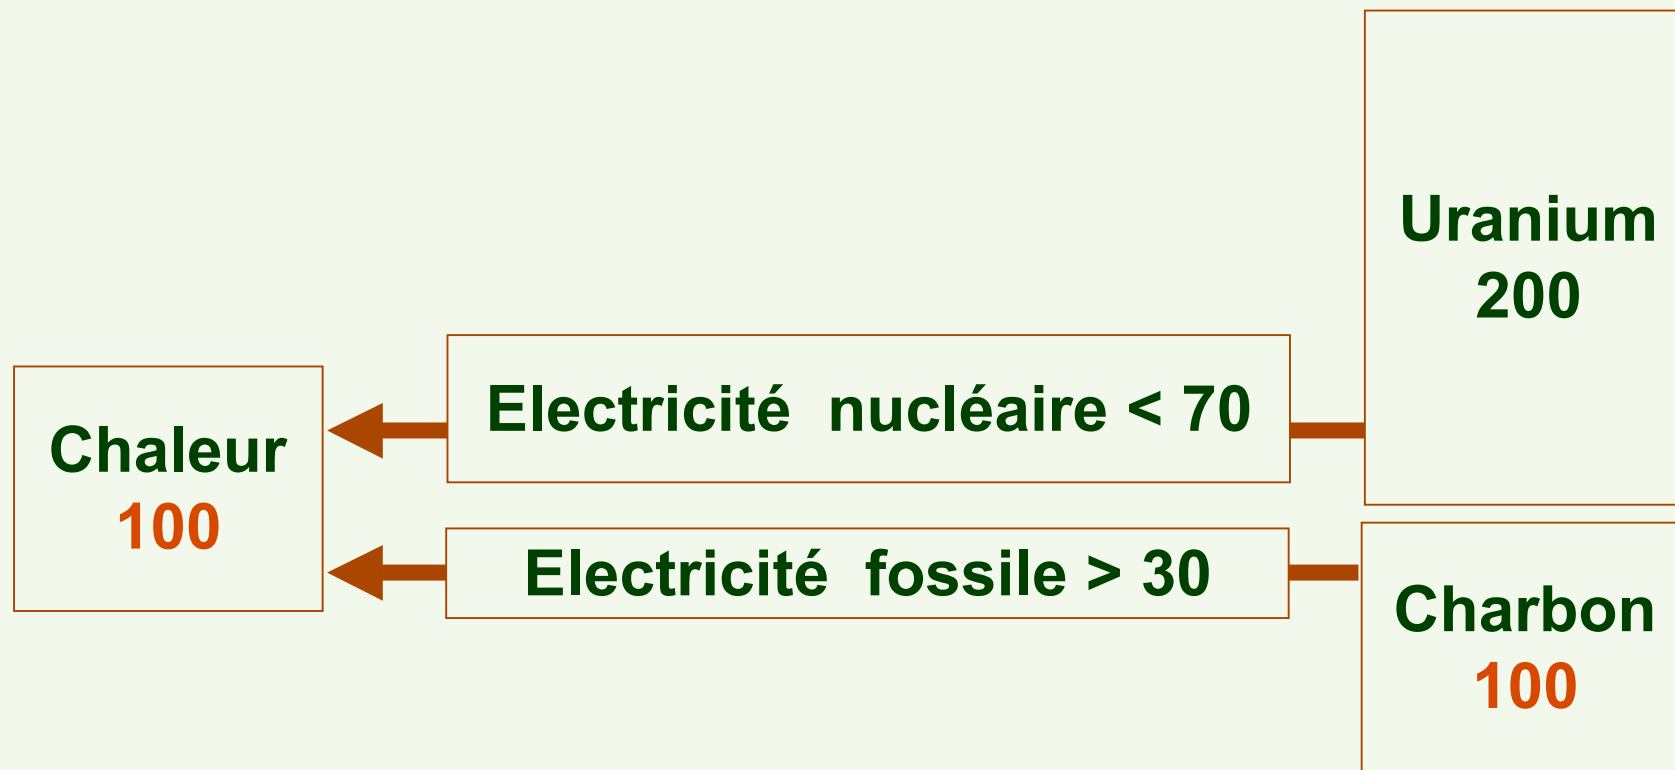 Uranium
200
Electricité nucléaire < 70
Chaleur
100
Electricité fossile > 30
Charbon
100